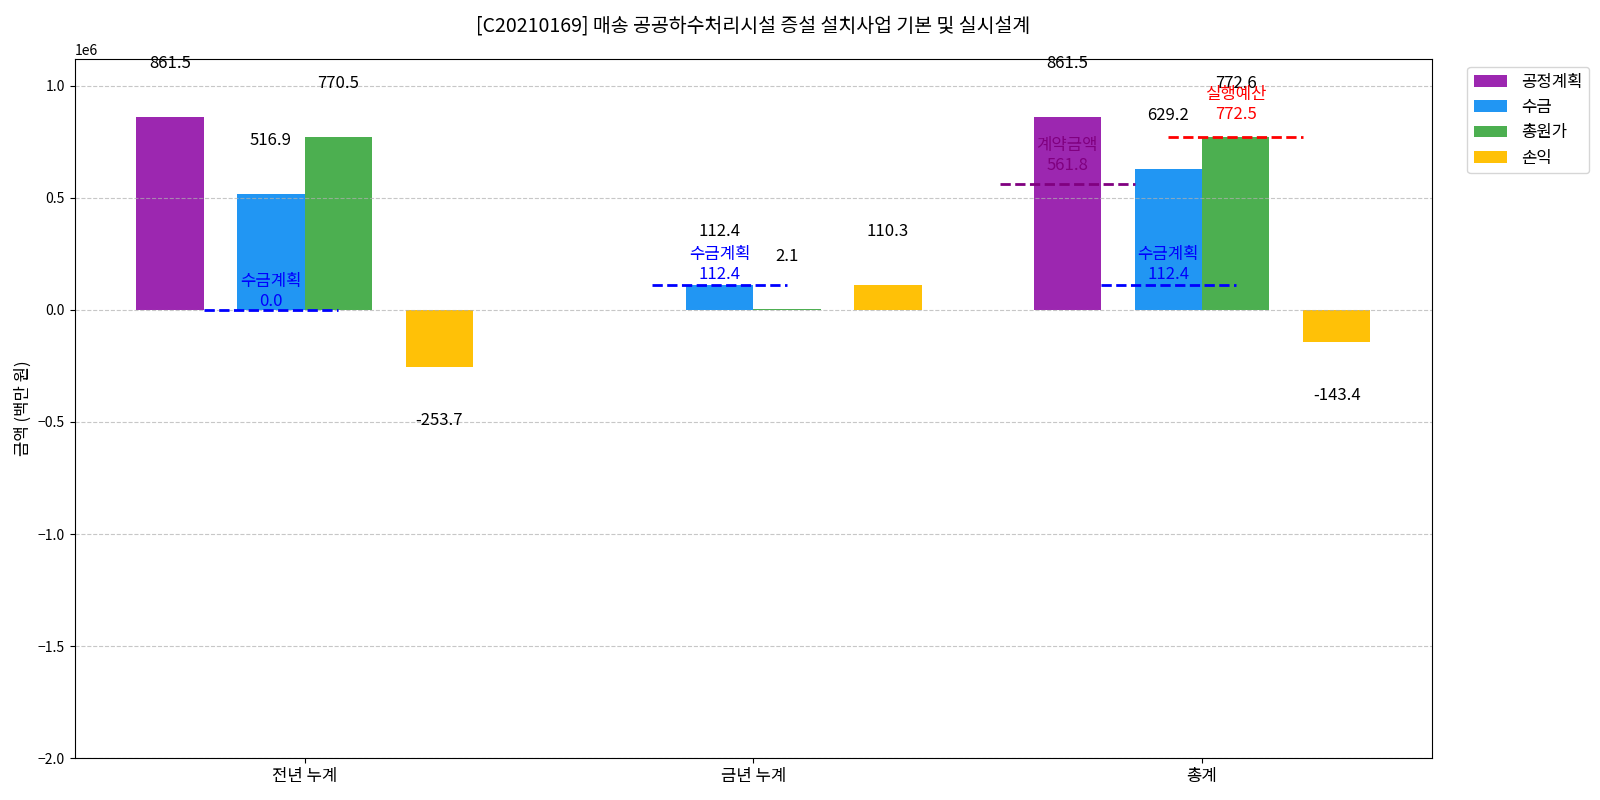 [C20210169] 매송 공공하수처리시설 증설 설치사업 기본 및 실시설계
1e6
861.5
770.5
516.9
수금계획
0.0
-253.7
112.4
수금계획
112.4
2.1
110.3
861.5
772.6
실행예산
772.5
629.2
계약금액
561.8
수금계획
112.4
-143.4
공정계획
수금
총원가
손익
금액 (백만 원)
1.0
0.5
0.0
−0.5
−1.0
−1.5
−2.0
전년 누계
금년 누계
총계